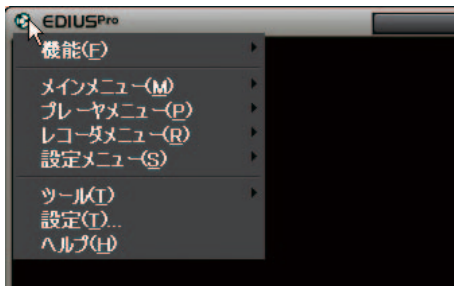 EDIUSPro
機能(F)
メインメニュー(M)
プレーヤメニュー(P)
レコーダメニュー(R)
設定メニュー(S)
ツール(T)
設定(T)...
ヘルプ(H)